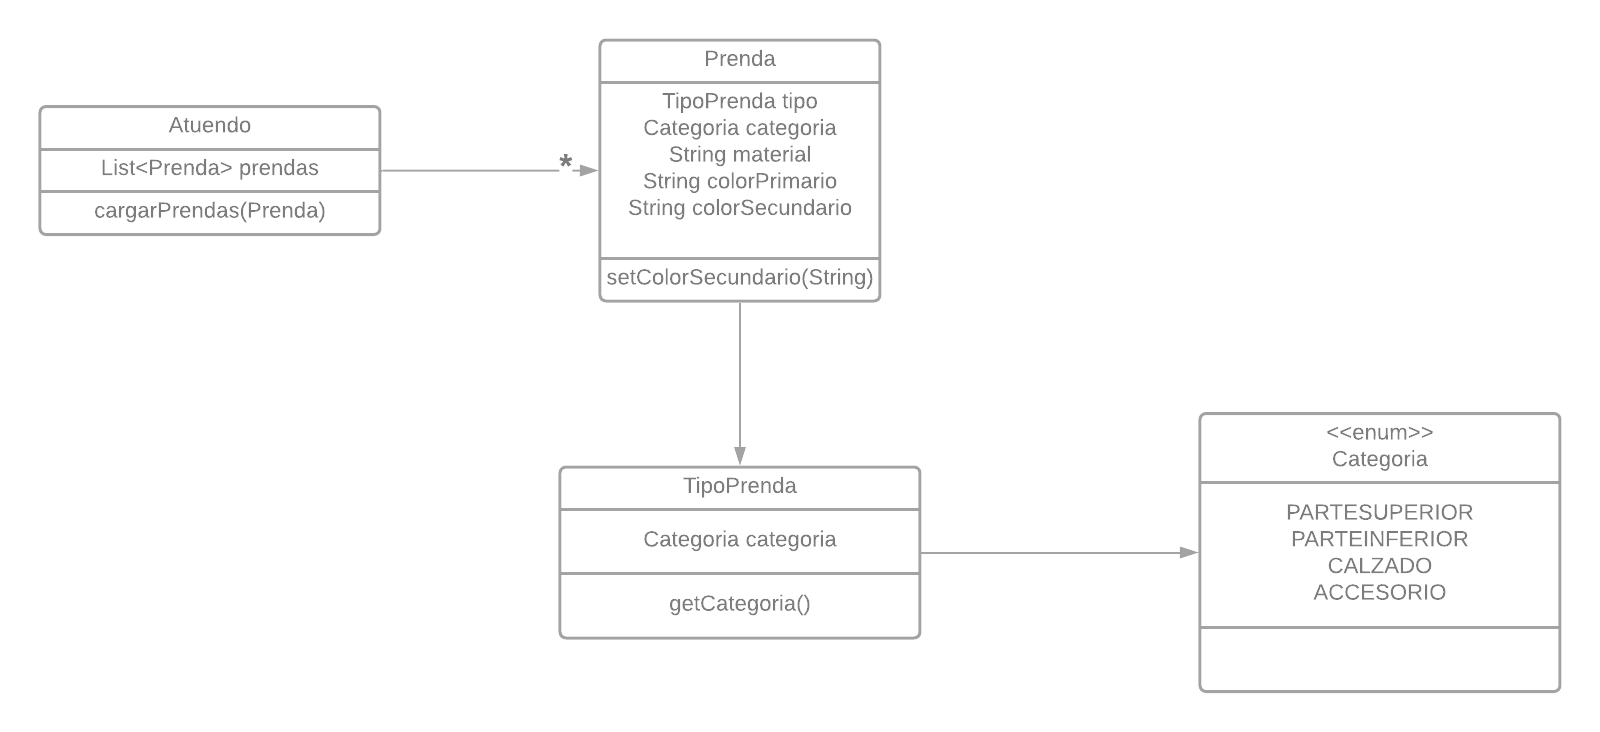 Atuendo
List<Prenda> prendas
cargarPrendas(Prenda)
*
Prenda
TipoPrenda tipo
Categoria categoria
String material
String colorPrimario
String colorSecundario
setColorSecundario(String)
TipoPrenda
Categoria categoria
getCategoria()
<<enum>>
Categoria
PARTESUPERIOR
PARTEINFERIOR
CALZADO
ACCESORIO